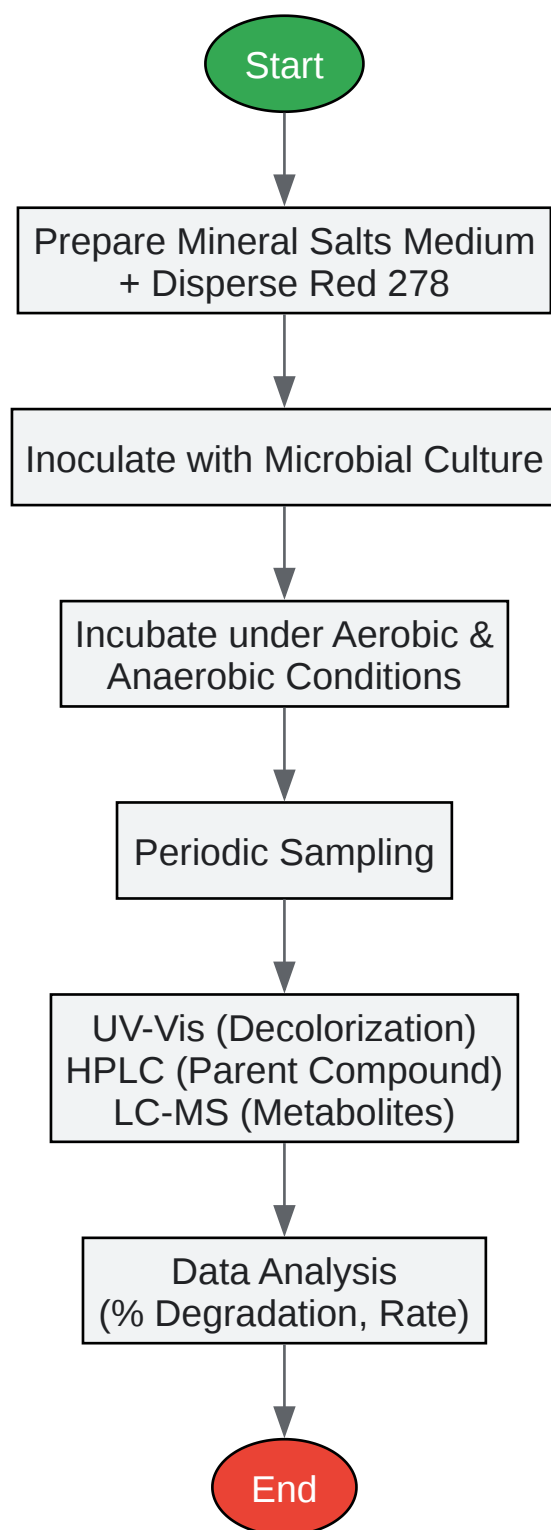 Start
Prepare Mineral Salts Medium
+ Disperse Red 278
Inoculate with Microbial Culture
Incubate under Aerobic &
Anaerobic Conditions
Periodic Sampling
UV-Vis (Decolorization)
HPLC (Parent Compound)
LC-MS (Metabolites)
Data Analysis
(% Degradation, Rate)
End